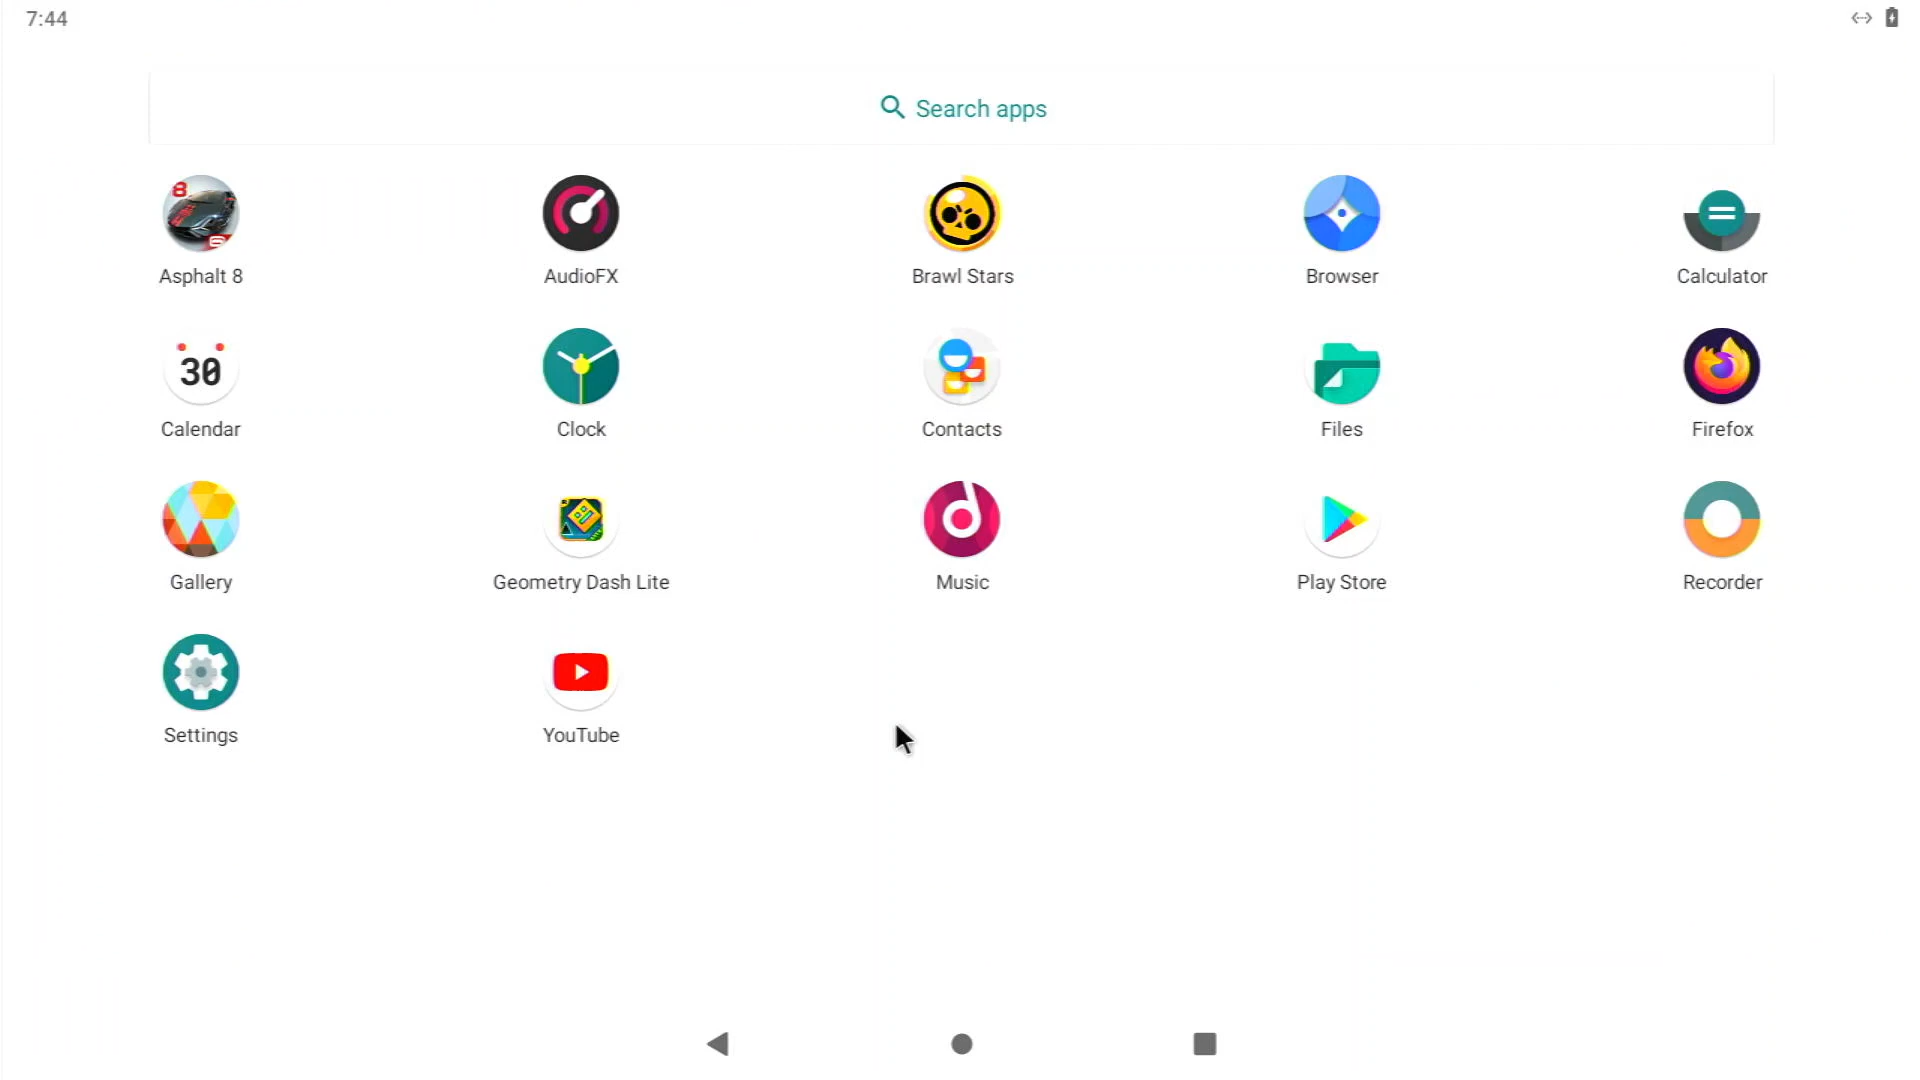 7:44
Search apps
8
Asphalt 8
AudioFX
Brawl Stars
Browser
Calculator
30
Calendar
Clock
Contacts
Files
Firefox
Gallery
Geometry Dash Lite
Music
Play Store
Recorder
Settings
YouTube